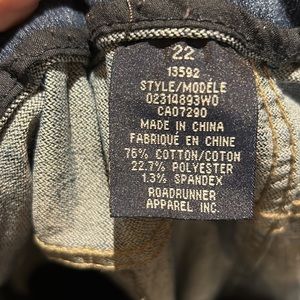 22
13592
STYLE/MODÈLE
02314893W0
CA07290
MADE IN CHINA
FABRIQUÉ EN CHINE
76% COTTON/COTON
22.7% POLYESTER
1.3% SPANDEX
ROADRUNNER
APPAREL INC.